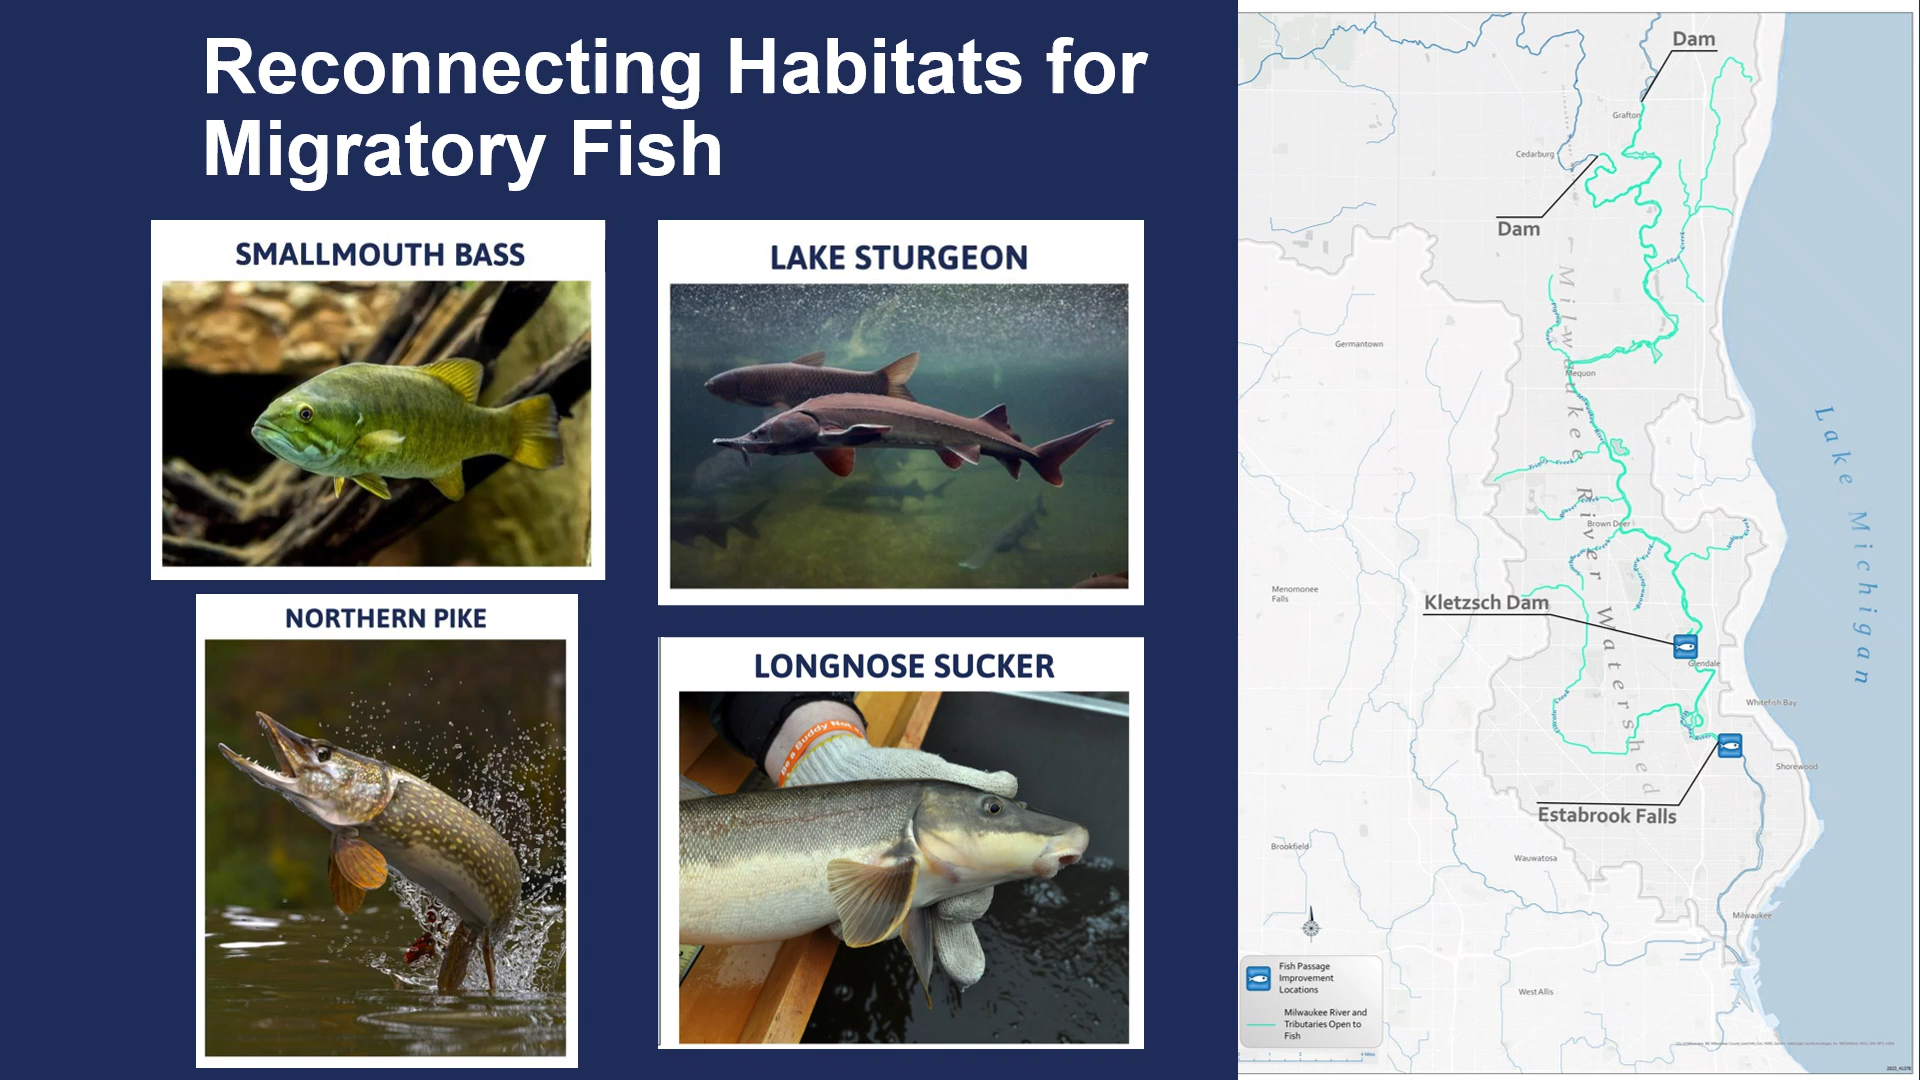 Reconnecting Habitats for
Migratory Fish
SMALLMOUTH BASS
LAKE STURGEON
NORTHERN PIKE
LONGNOSE SUCKER
Dam
Grafton
Cedarburg
Dam
Germantown
Mequon
Milwaukee River Watershed
Lake Michigan
Brown Deer
Menomonee
Falls
Kletzsch Dam
Glendale
Whitefish Bay
Shorewood
Estabrook Falls
Brookfield
Wauwatosa
Milwaukee
West Allis
Fish Passage
Improvement
Locations
Milwaukee River and
Tributaries Open to
Fish